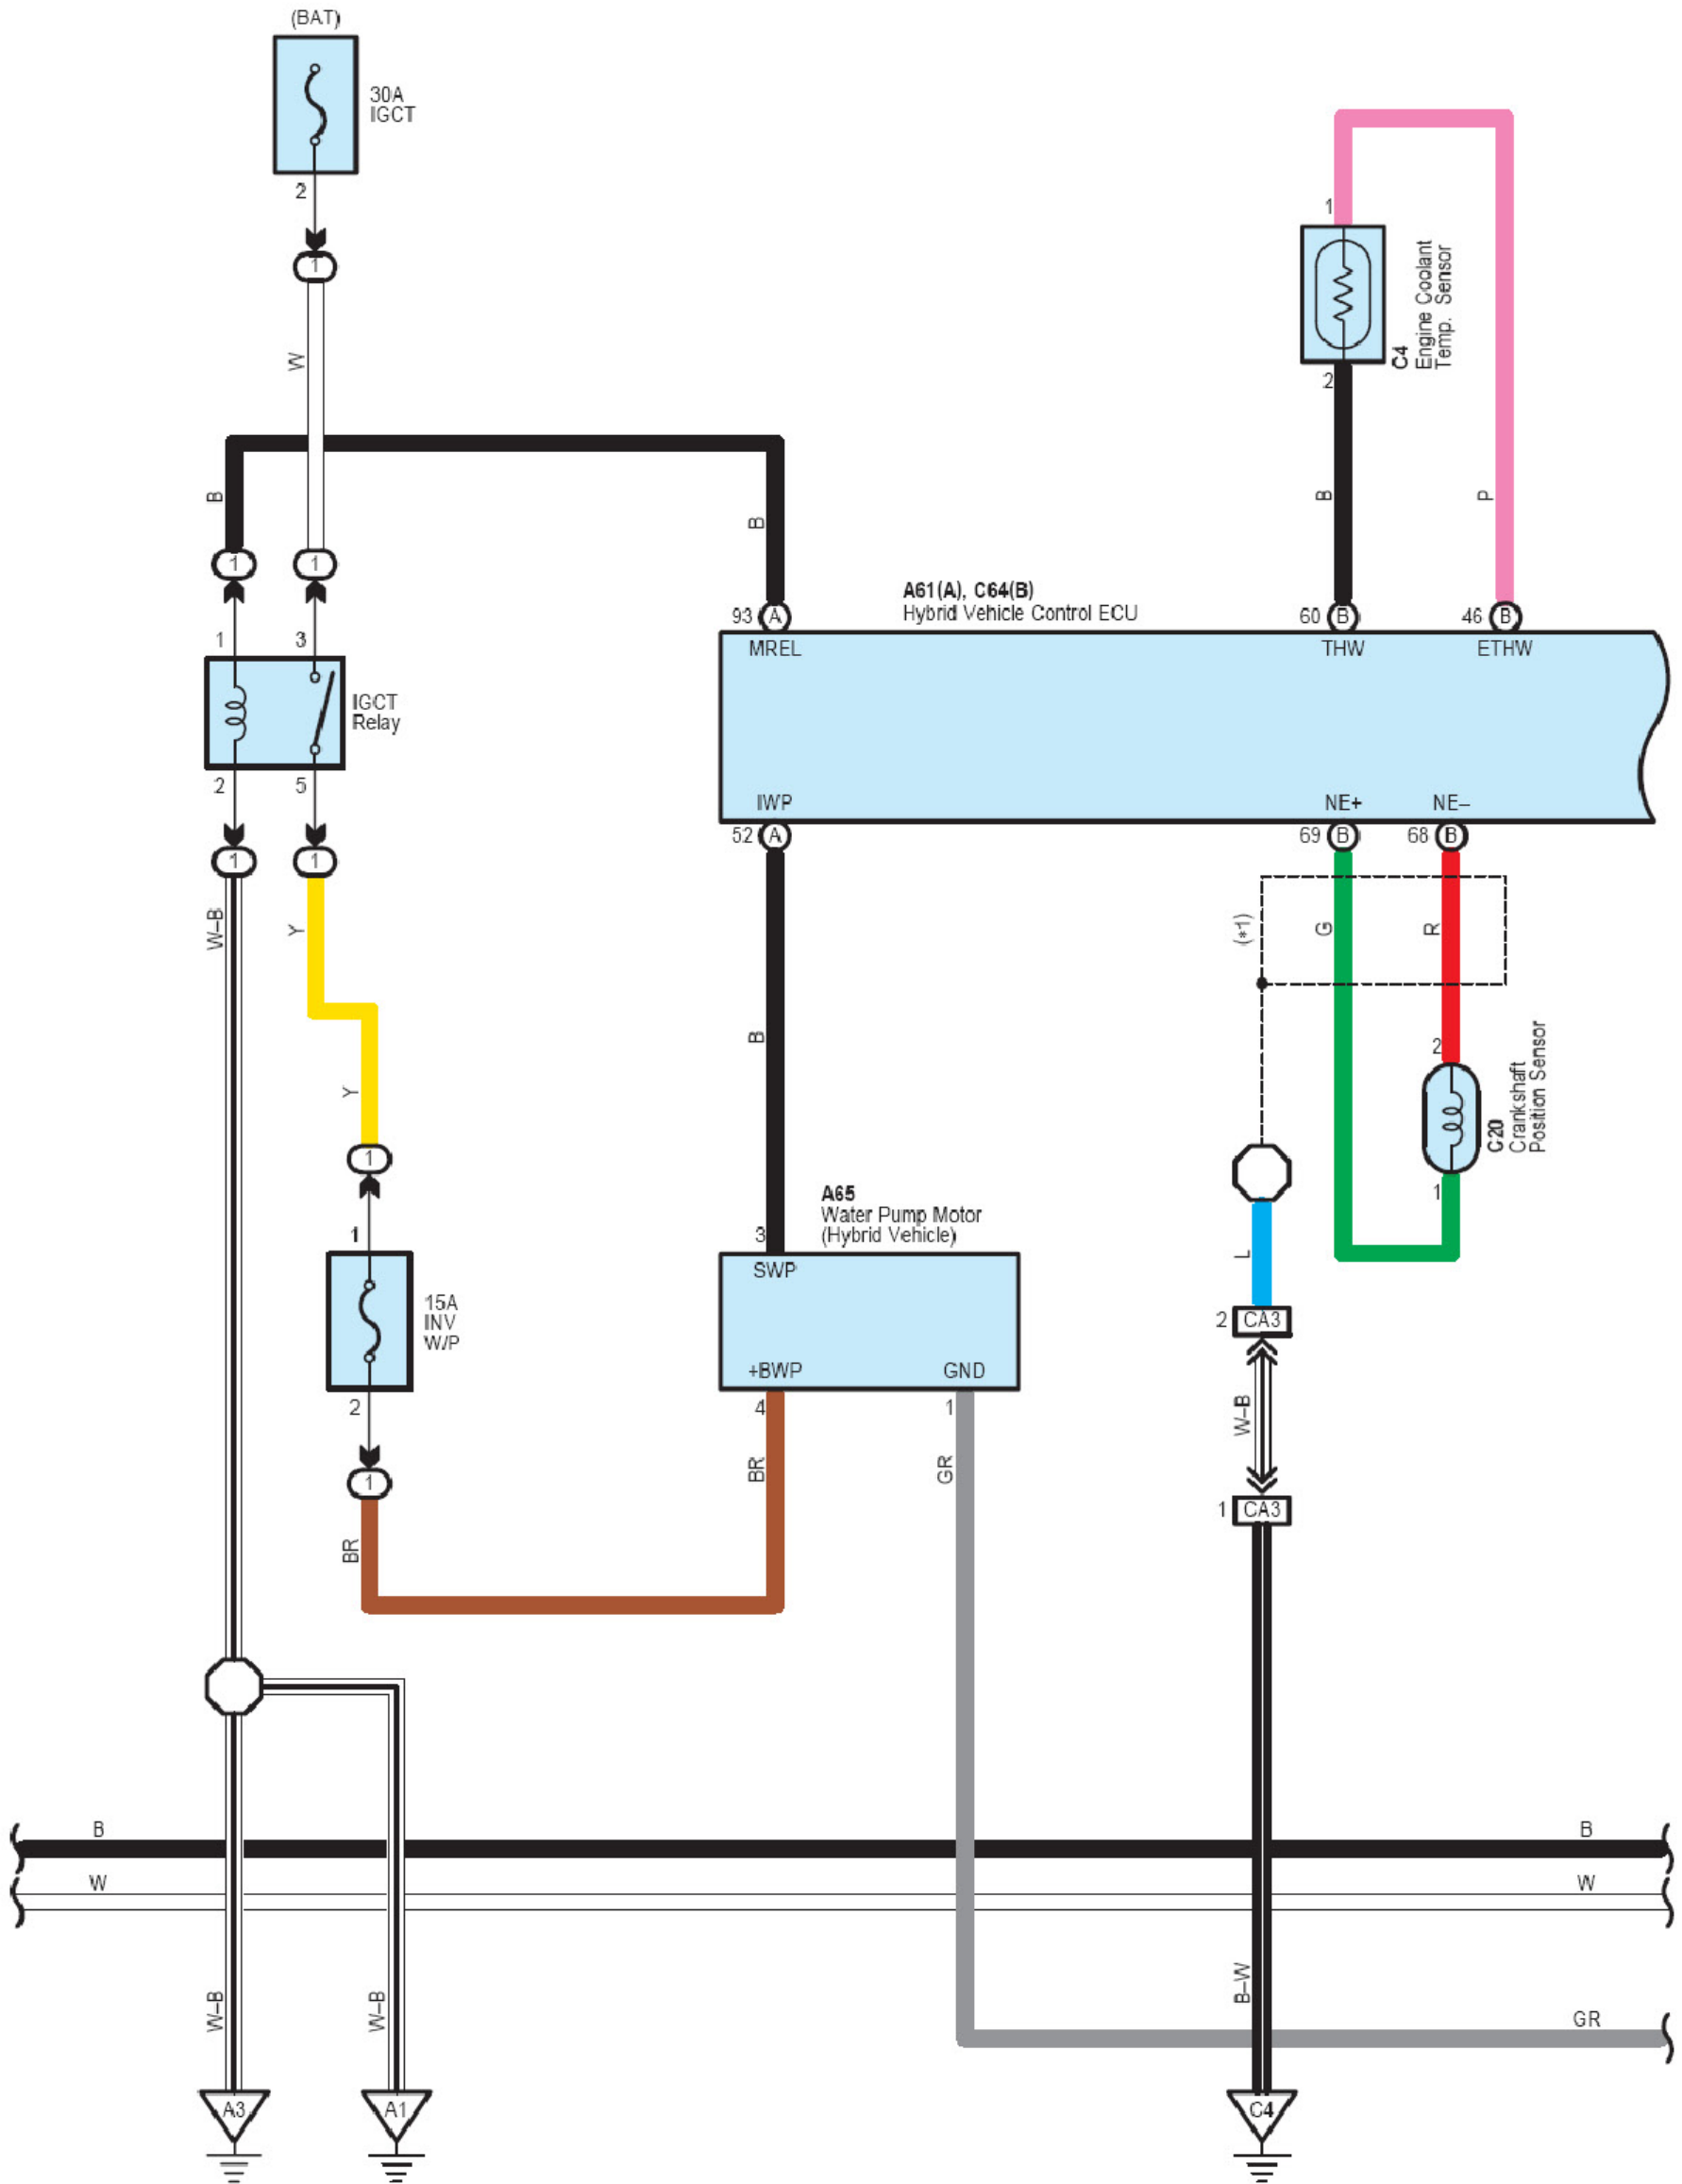 (BAT)
30A
IGCT
2
1
W
B
B
1
1
1
3
IGCT
Relay
2
5
1
1
W–B
Y
Y
1
1
15A
INV
W/P
2
1
BR
A61(A), C64(B)
Hybrid Vehicle Control ECU
93
A
MREL
60
B
THW
46
B
ETHW
IWP
52
A
NE+
69
B
NE–
68
B
1
C4
Engine Coolant
Temp. Sensor
2
B
P
B
A65
Water Pump Motor
(Hybrid Vehicle)
3
SWP
+BWP
GND
4
1
BR
GR
(*1)
G
R
2
C20
Crankshaft
Position Sensor
1
L
2
CA3
W–B
1
CA3
B
B
W
W
W–B
W–B
B–W
GR
A3
A1
C4